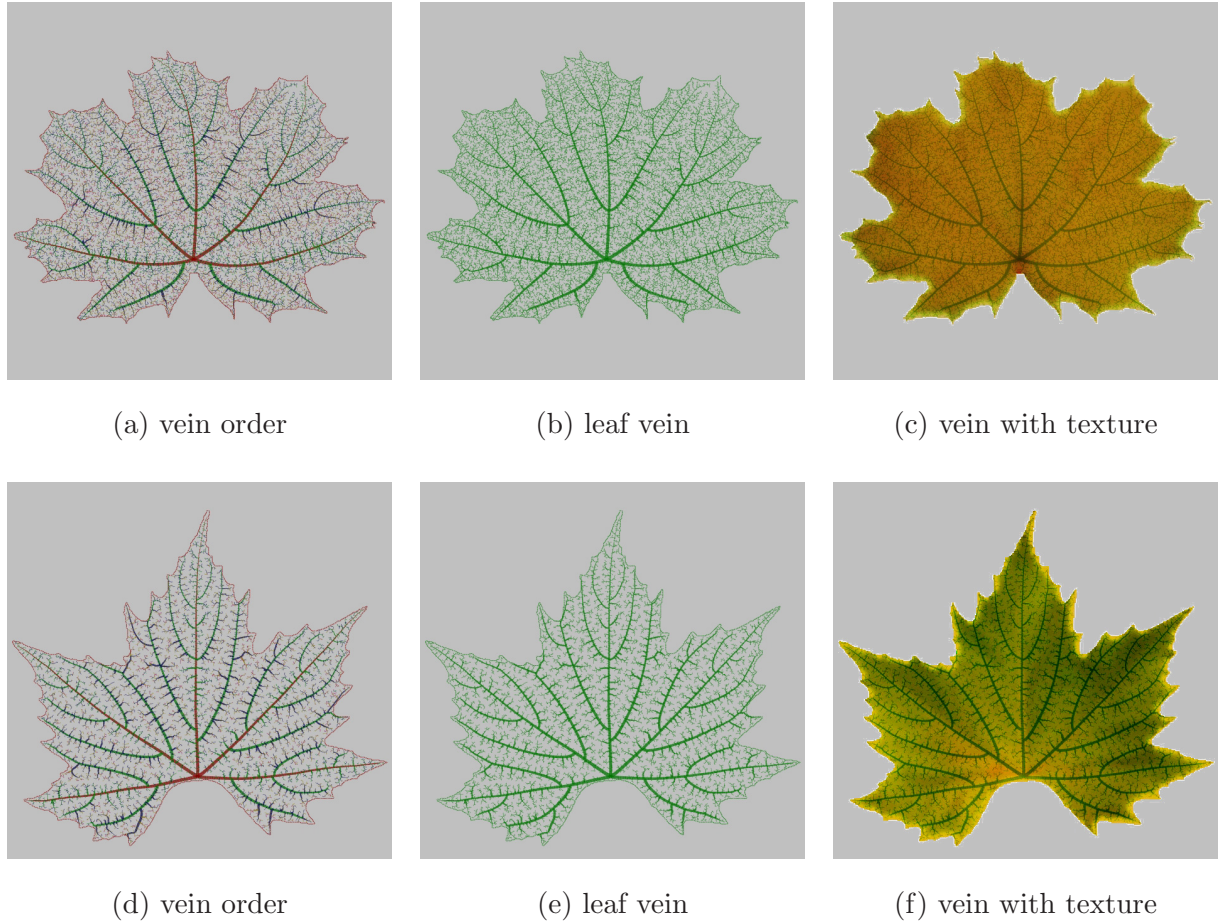 (a) vein order
(b) leaf vein
(c) vein with texture
(d) vein order
(e) leaf vein
(f) vein with texture